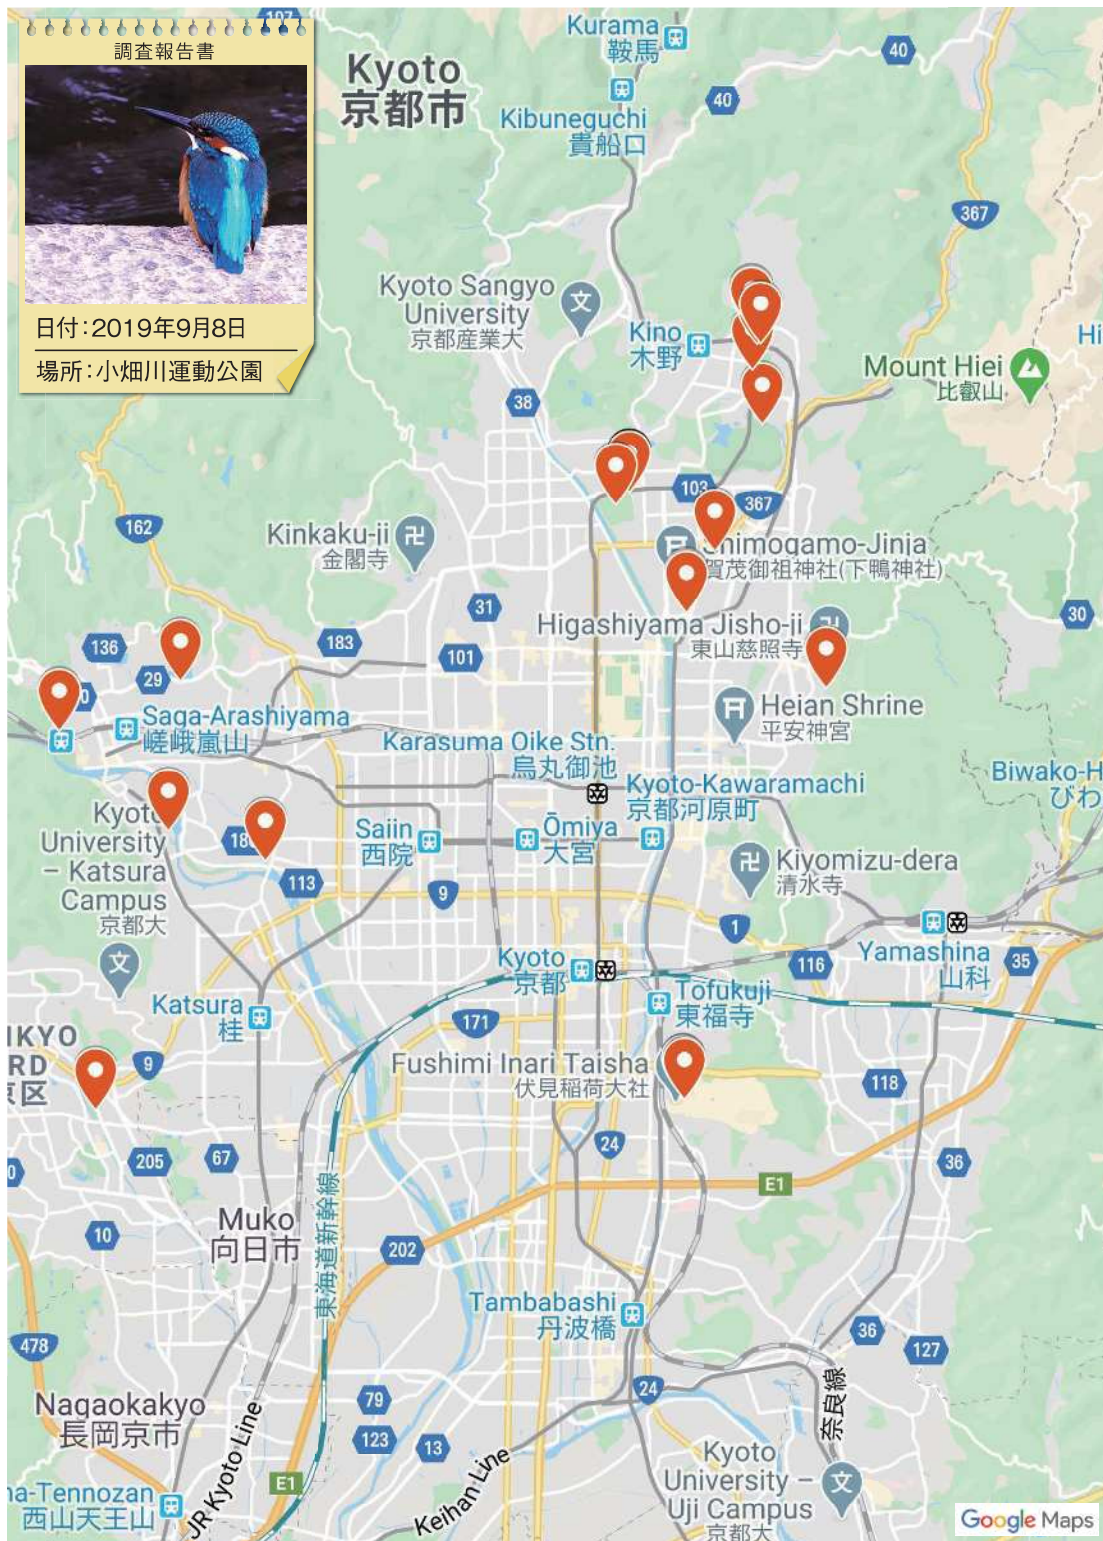 調査報告書
日付：2019年9月8日
場所：小畑川運動公園
107
Kyoto
京都市
Kurama
鞍馬
40
Kibuneguchi
貴船口
40
367
Kyoto Sangyo
University
京都産業大
Kino
木野
Hi
Mount Hiei
比叡山
38
103
367
162
Kinkaku-ji
金閣寺
Shimogamo-Jinja
賀茂御祖神社(下鴨神社)
31
30
Higashiyama Jisho-ji
東山慈照寺
136
183
101
29
Saga-Arashiyama
嵯峨嵐山
Heian Shrine
平安神宮
Karasuma Oike Stn.
烏丸御池
Kyoto-Kawaramachi
京都河原町
Biwako-H
びわ
Kyoto
University
– Katsura
Campus
京都大
Saiin
西院
Ōmiya
大宮
113
9
Kiyomizu-dera
清水寺
1
Yamashina
山科
35
116
Kyoto
京都
Tofukuji
東福寺
Katsura
桂
171
IKYO
RD
京区
9
Fushimi Inari Taisha
伏見稲荷大社
118
205
67
24
36
E1
10
Muko
向日市
東海道新幹線
202
Tambabashi
丹波橋
36
127
478
24
奈良線
Nagaokakyo
長岡京市
79
123
13
JR Kyoto Line
Keihan Line
Kyoto
University –
Uji Campus
京都大
E1
na-Tennozan
西山天王山
Google Maps